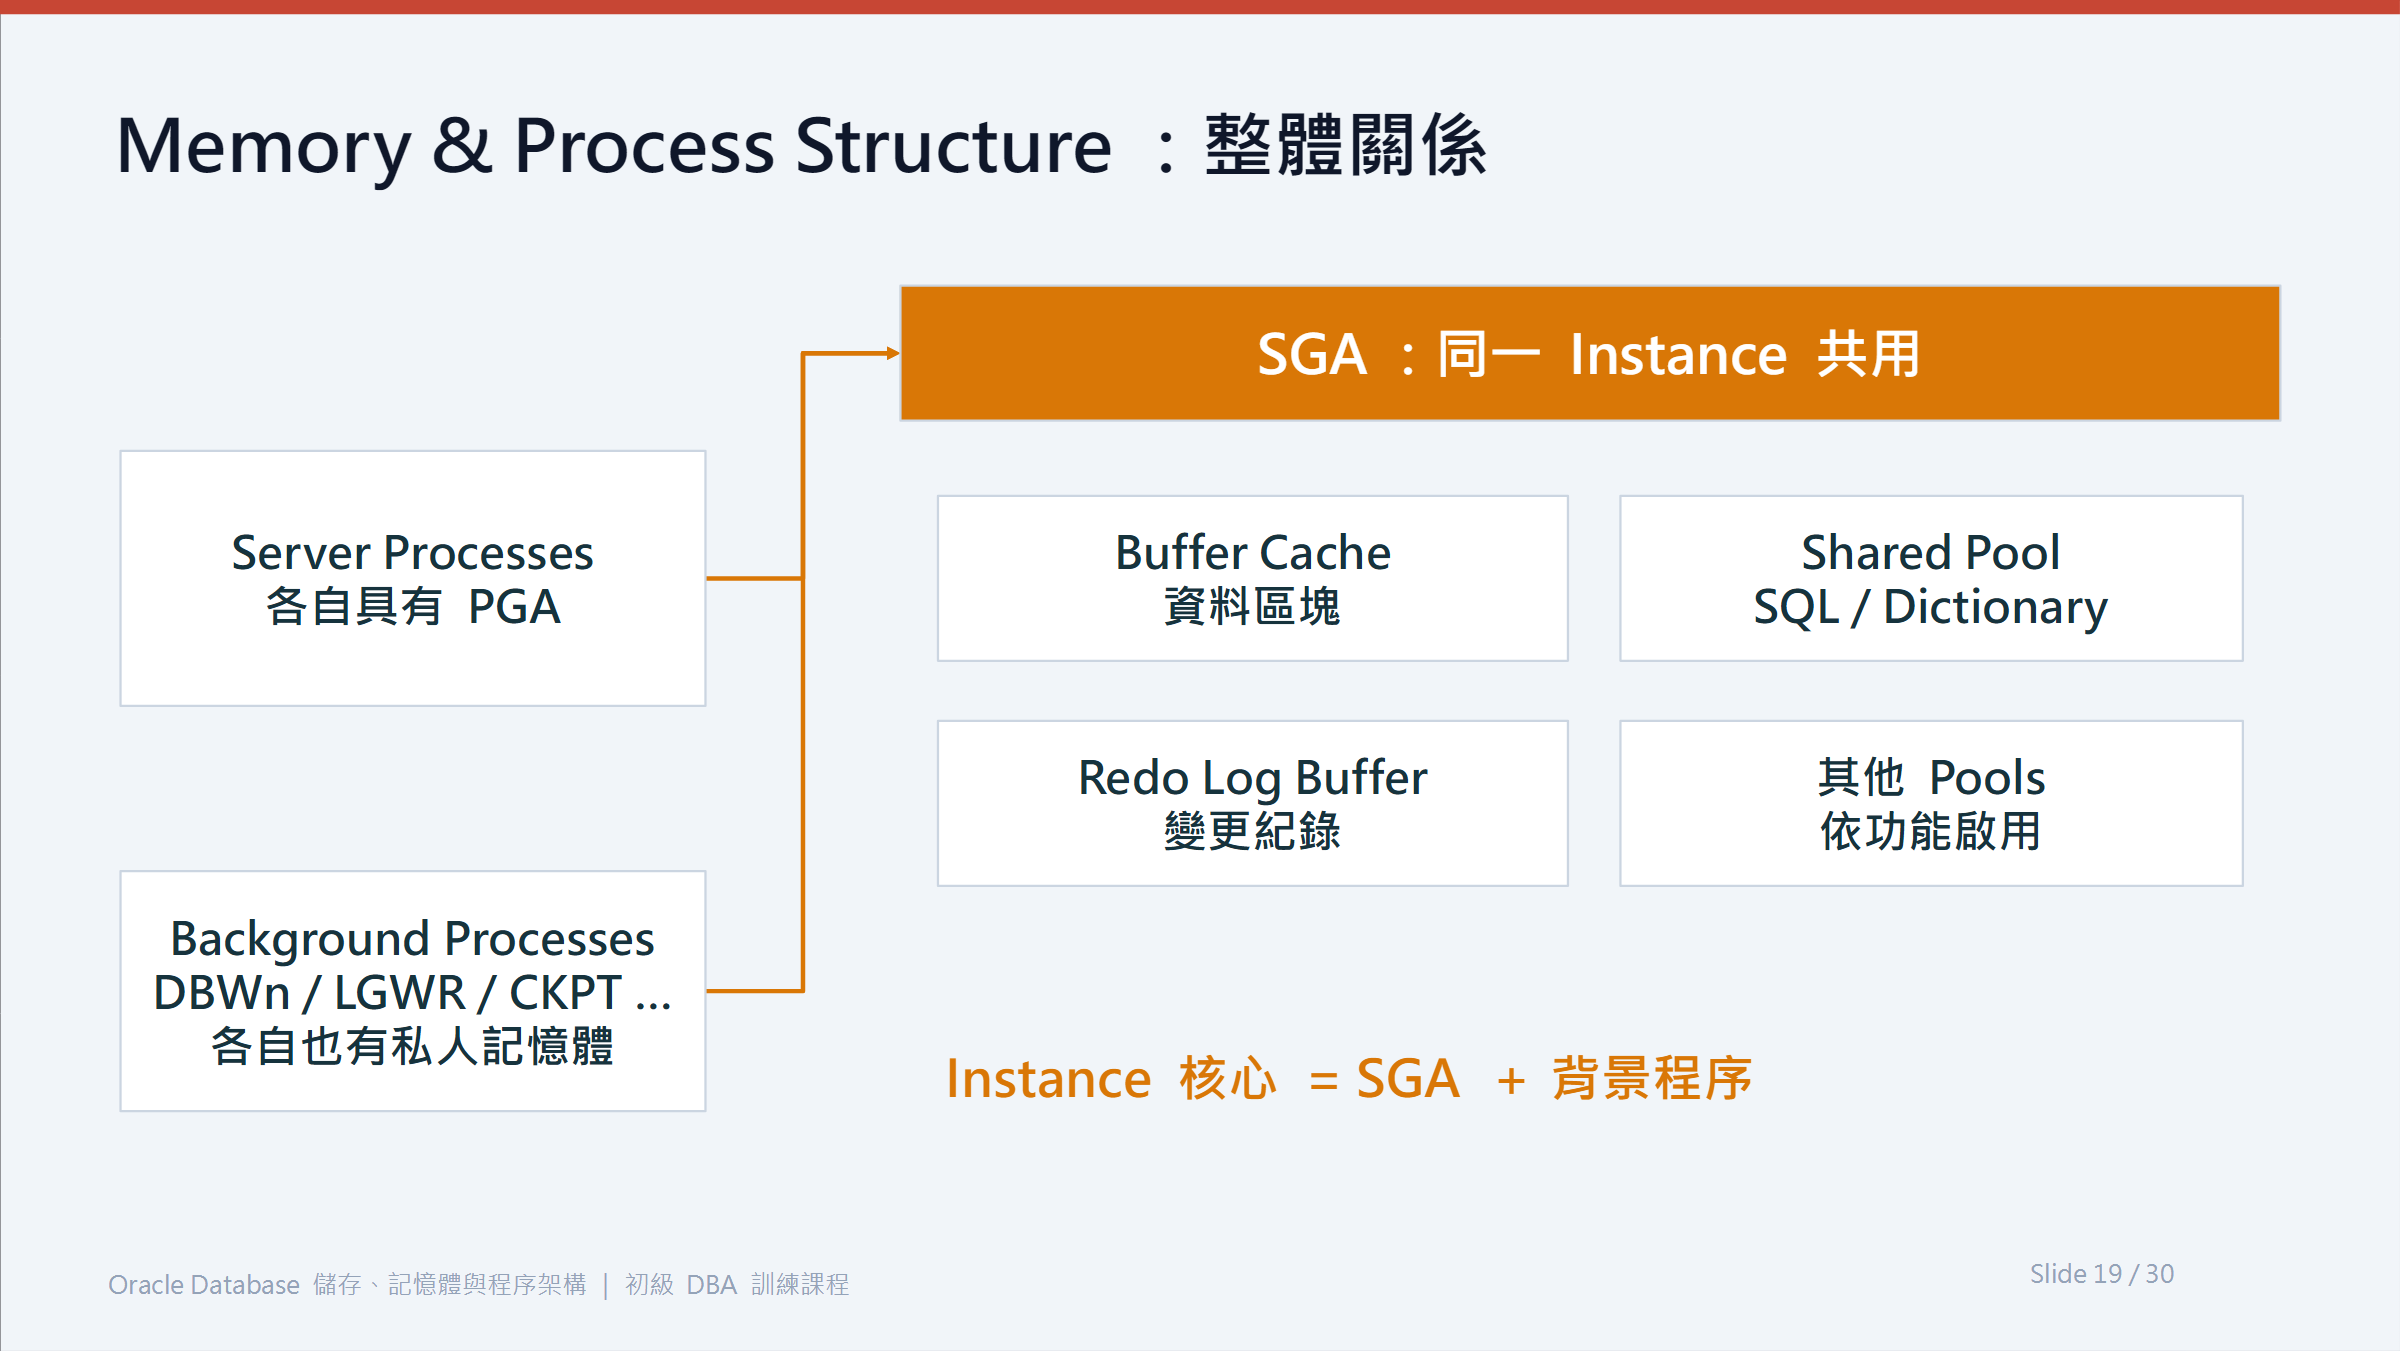 Memory & Process Structure ：整體關係
SGA ：同一 Instance 共用
Server Processes
各自具有 PGA
Buffer Cache
資料區塊
Shared Pool
SQL / Dictionary
Redo Log Buffer
變更紀錄
其他 Pools
依功能啟用
Background Processes
DBWn / LGWR / CKPT ...
各自也有私人記憶體
Instance 核心 = SGA + 背景程序
Oracle Database 儲存、記憶體與程序架構 | 初級 DBA 訓練課程
Slide 19 / 30